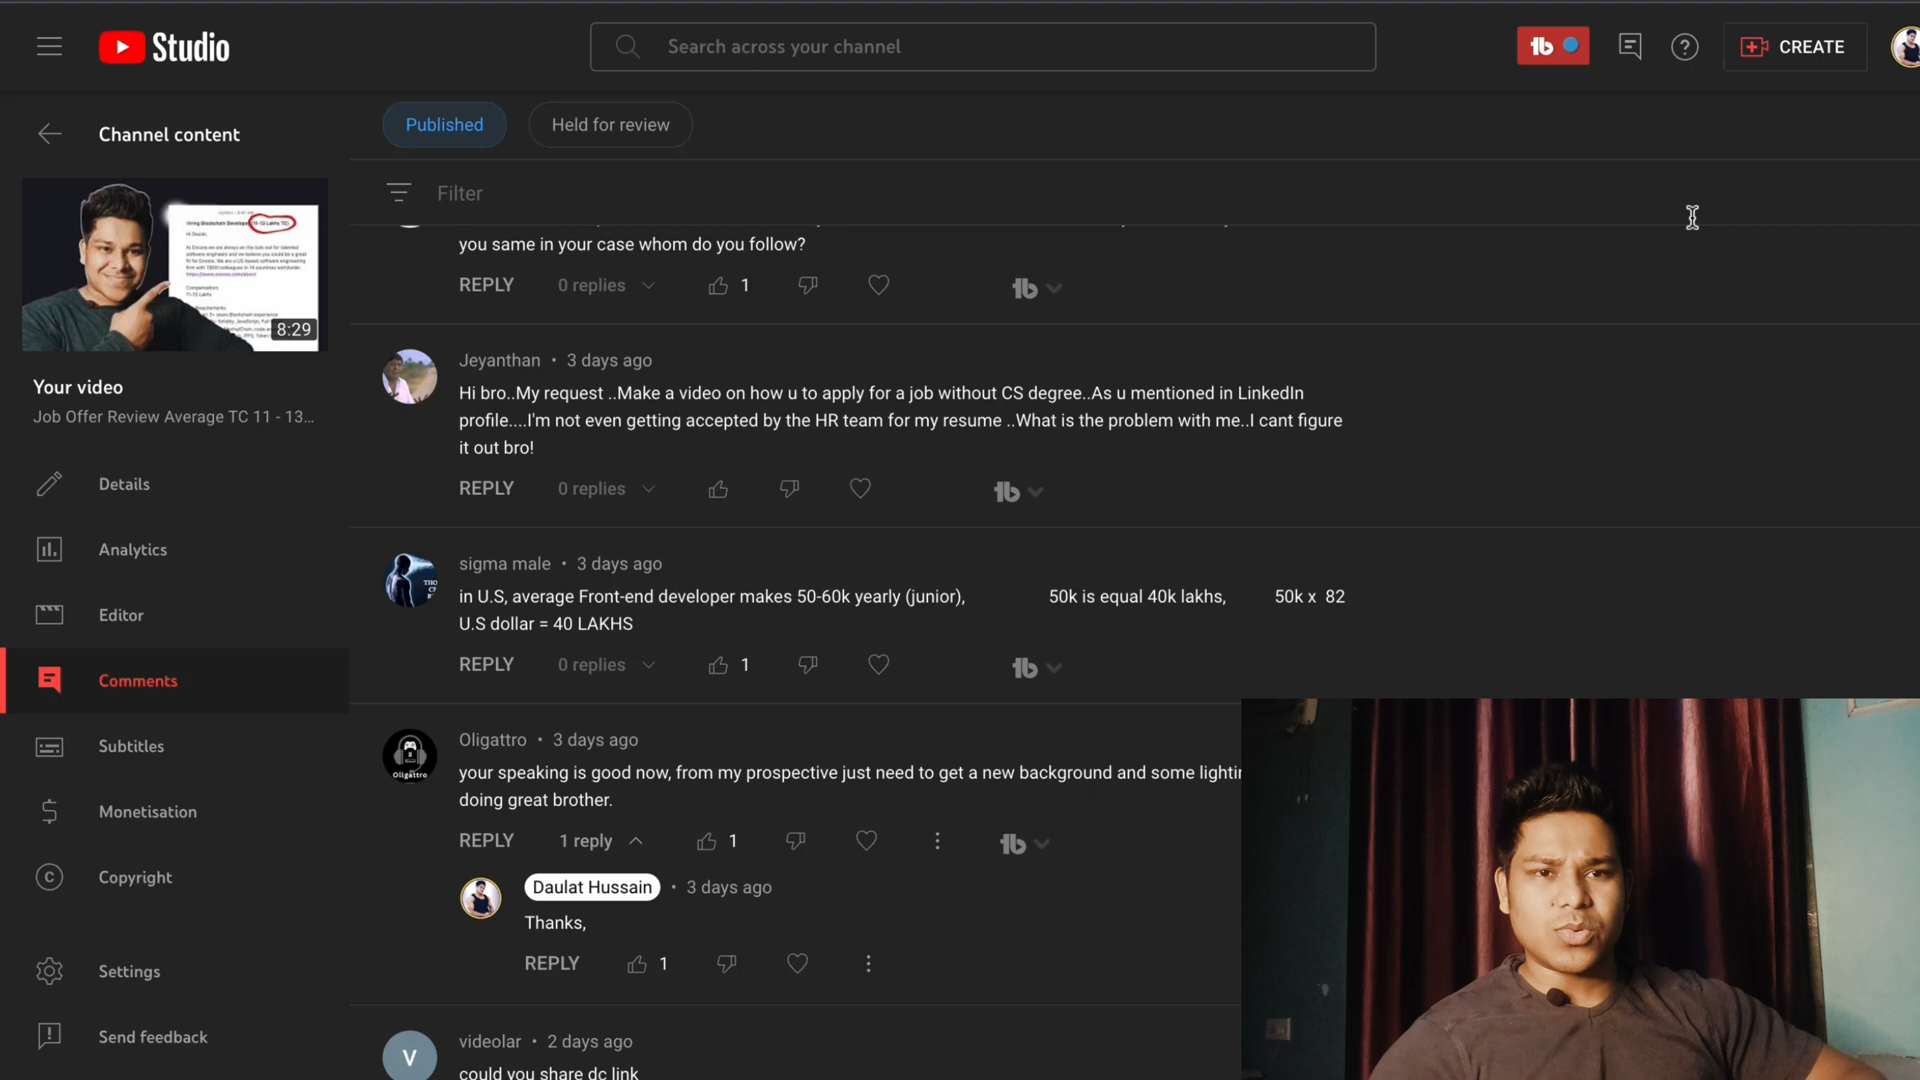 Studio
Search across your channel
CREATE
Channel content
Published
Held for review
Filter
8:29
Your video
Job Offer Review Average TC 11 - 13...
Details
Analytics
Editor
Comments
Subtitles
Monetisation
Copyright
Settings
Send feedback
you same in your case whom do you follow?
REPLY 0 replies 1
Jeyanthan • 3 days ago
Hi bro..My request ..Make a video on how u to apply for a job without CS degree..As u mentioned in LinkedIn
profile....I'm not even getting accepted by the HR team for my resume ..What is the problem with me..I cant figure
it out bro!
REPLY 0 replies
sigma male • 3 days ago
in U.S, average Front-end developer makes 50-60k yearly (junior), 50k is equal 40k lakhs, 50k x 82
U.S dollar = 40 LAKHS
REPLY 0 replies 1
Oligattro • 3 days ago
Oligattro
your speaking is good now, from my prospective just need to get a new background and some lightin
doing great brother.
REPLY 1 reply 1
Daulat Hussain • 3 days ago
Thanks,
REPLY 1
V
videolar • 2 days ago
could you share dc link